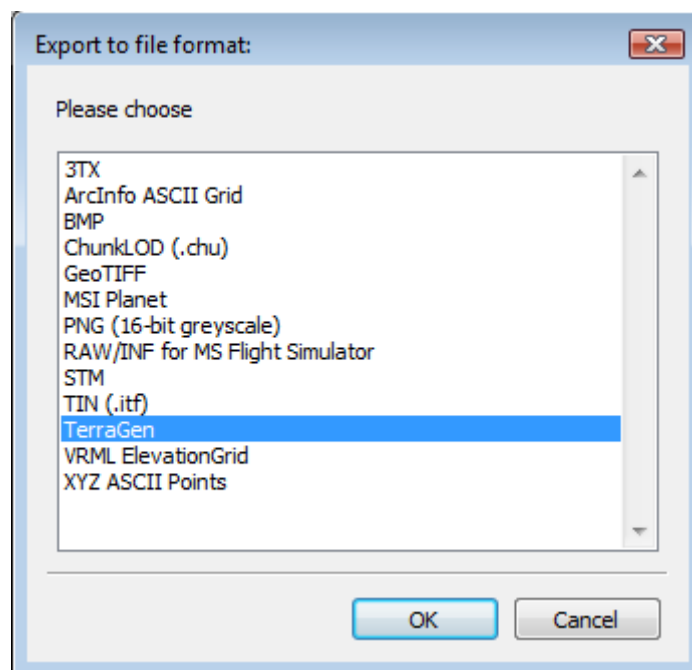 Export to file format:
Please choose
3TX
ArcInfo ASCII Grid
BMP
ChunkLOD (.chu)
GeoTIFF
MSI Planet
PNG (16-bit greyscale)
RAW/INF for MS Flight Simulator
STM
TIN (.itf)
TerraGen
VRML ElevationGrid
XYZ ASCII Points
OK Cancel